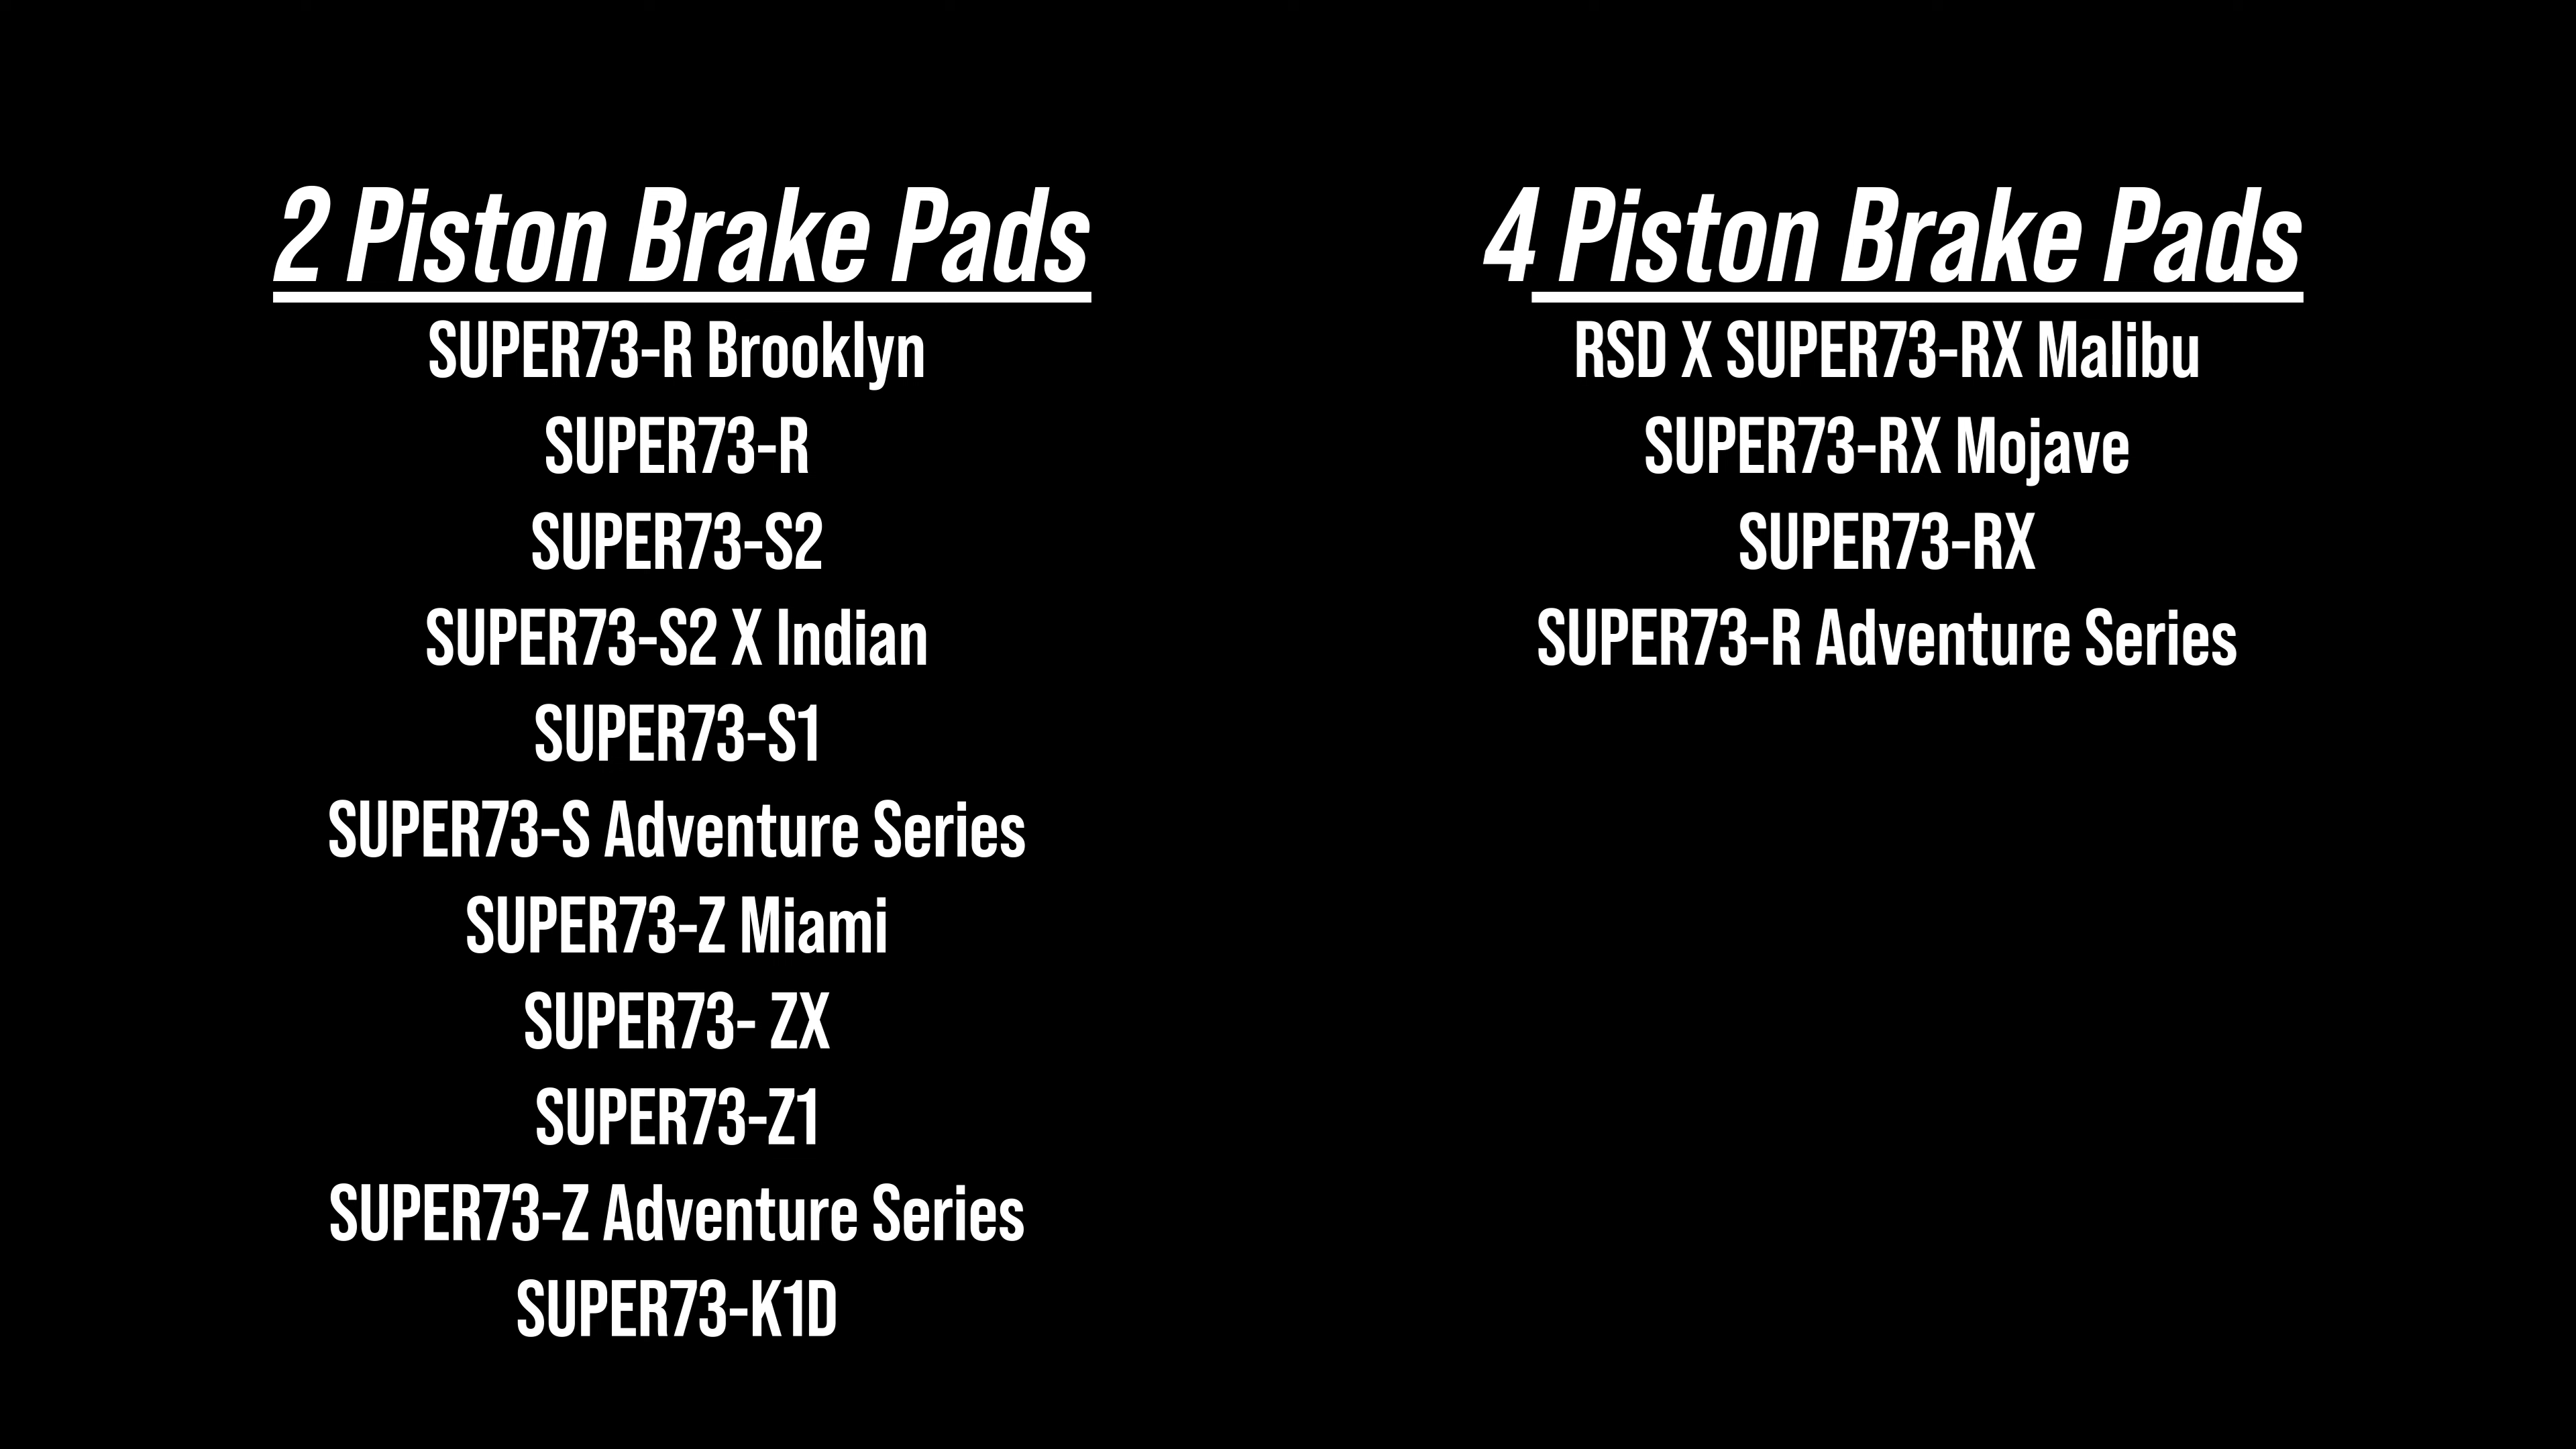 2 Piston Brake Pads
SUPER73-R Brooklyn
SUPER73-R
SUPER73-S2
SUPER73-S2 X Indian
SUPER73-S1
SUPER73-S Adventure Series
SUPER73-Z Miami
SUPER73- ZX
SUPER73-Z1
SUPER73-Z Adventure Series
SUPER73-K1D
4 Piston Brake Pads
RSD X SUPER73-RX Malibu
SUPER73-RX Mojave
SUPER73-RX
SUPER73-R Adventure Series